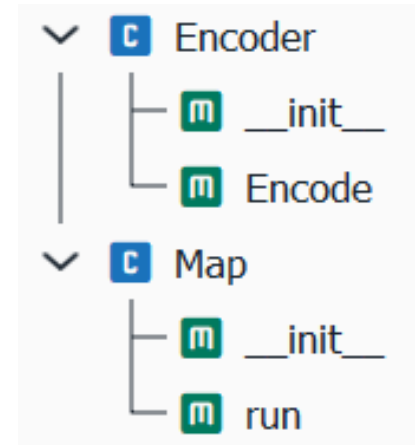 C Encoder
m __init__
m Encode
C Map
m __init__
m run